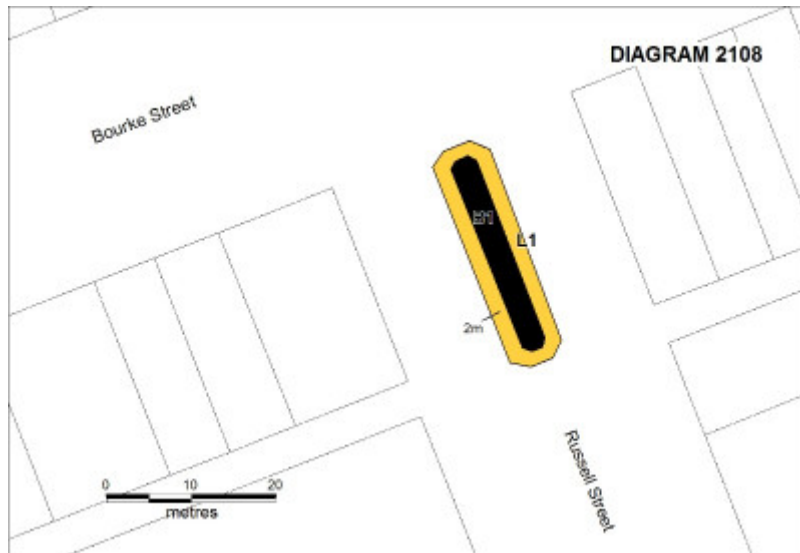 DIAGRAM 2108
Bourke Street
B1
L1
2m
Russell Street
0 10 20
metres